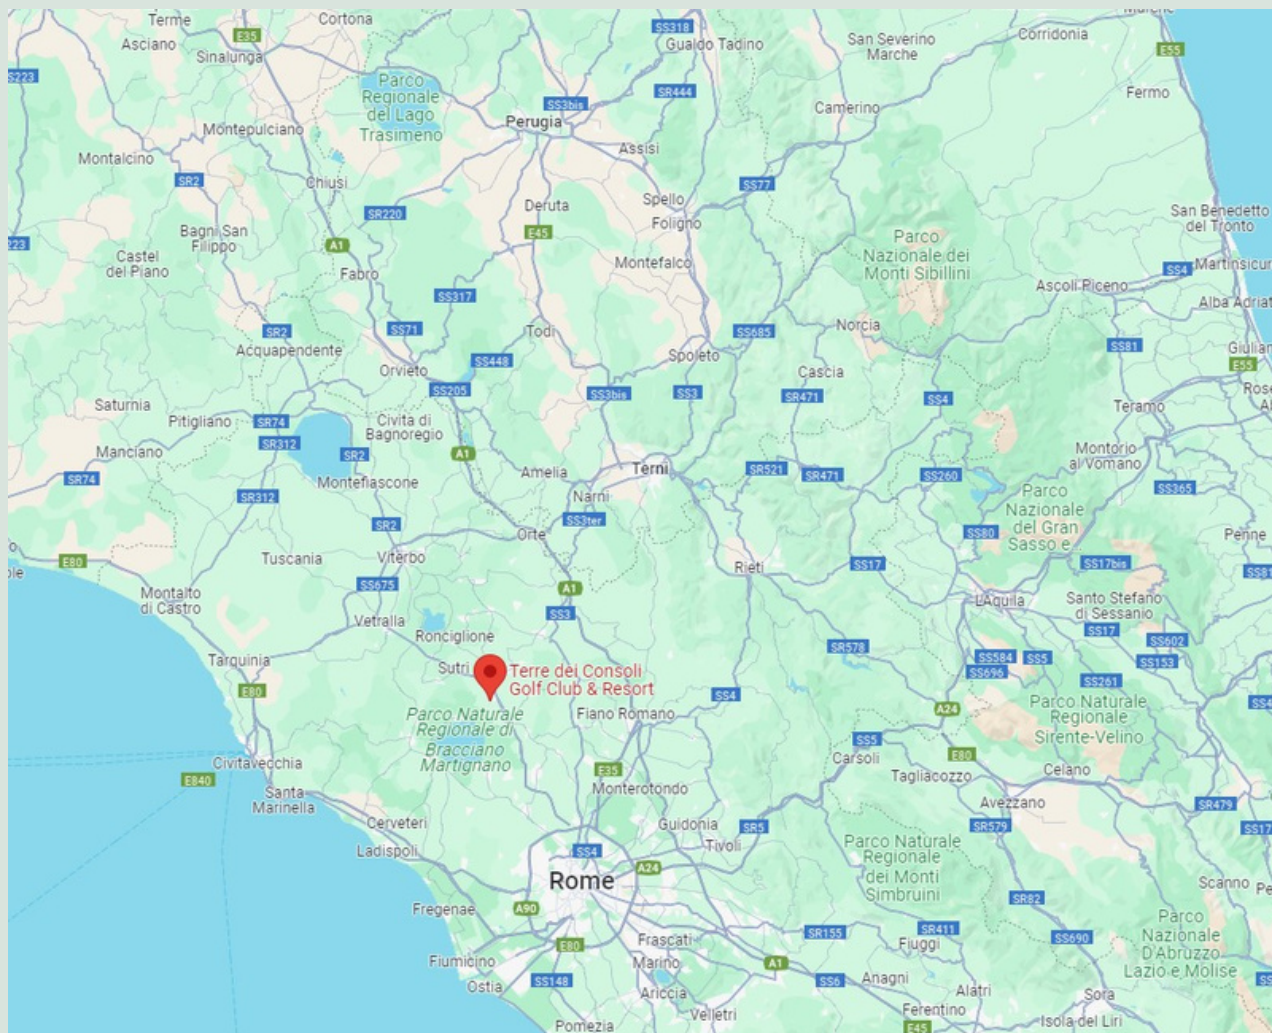 Terme
Cortona
SS318
Marche
Asciano
E35
Gualdo Tadino
San Severino
Marche
Corridonia
E55
Sinalunga
SS223
Parco
Regionale
del Lago
Trasimeno
SR444
Fermo
SS3bis
Camerino
Montepulciano
Perugia
Assisi
Montalcino
SR2
Chiusi
SS77
Spello
Deruta
SR220
Foligno
San Benedetto
del Tronto
Bagni San
Filippo
E45
223
A1
Parco
Nazionale dei
Monti Sibillini
Castel
del Piano
Fabro
Montefalco
SS4
Martinsicur
Ascoli Piceno
SS317
Alba Adriat
SR2
SS71
Todi
SS685
Norcia
SS81
Acquapendente
Giulian
Spoleto
SS448
E55
Orvieto
Cascia
SS205
SS3bis
SS3
SR471
SS4
Saturnia
Teramo
Pitigliano
SR74
Civita di
Bagnoregio
SR312
Manciano
SR2
A1
Montorio
al Vomano
SR74
Amelia
Terni
SR521
SR471
SS260
Montefiascone
SS365
SR312
Narni
Parco
Nazionale
del Gran
Sasso e
SR2
SS3ter
Orte
SS80
Penne
Tuscania
Viterbo
E80
SS17
SS17bis
Rieti
SS81
SS675
A1
Montalto
di Castro
L'Aquila
Santo Stefano
di Sessanio
SS3
Vetralla
Ronciglione
SS17
SS602
SR578
SS584
SS5
SS153
Tarquinia
Sutri
Terre dei Consoli
Golf Club & Resort
SS696
SS261
E80
SS4
Parco Naturale
Regionale di
Bracciano
Martignano
Fiano Romano
A24
Parco Naturale
Regionale
Sirente-Velino
SS5
Carsoli
E80
Civitavecchia
E840
E35
Tagliacozzo
Celano
Santa
Marinella
Monterotondo
Avezzano
SR479
Cerveteri
Guidonia
SR5
SR579
SS17
Ladispoli
SS4
Tivoli
Parco Naturale
Regionale
dei Monti
Simbruini
A24
Rome
Scanno
Pe
SR82
Fregenae
A90
Parco
Nazionale
D'Abruzzo
Lazio e Molise
SR155
SR411
SS690
E80
Frascati
Fiuggi
Fiumicino
Marino
A1
SS148
SS6
Anagni
Ostia
Ariccia
Alatri
Sora
Velletri
Ferentino
Pomezia
E45
Isola del Liri